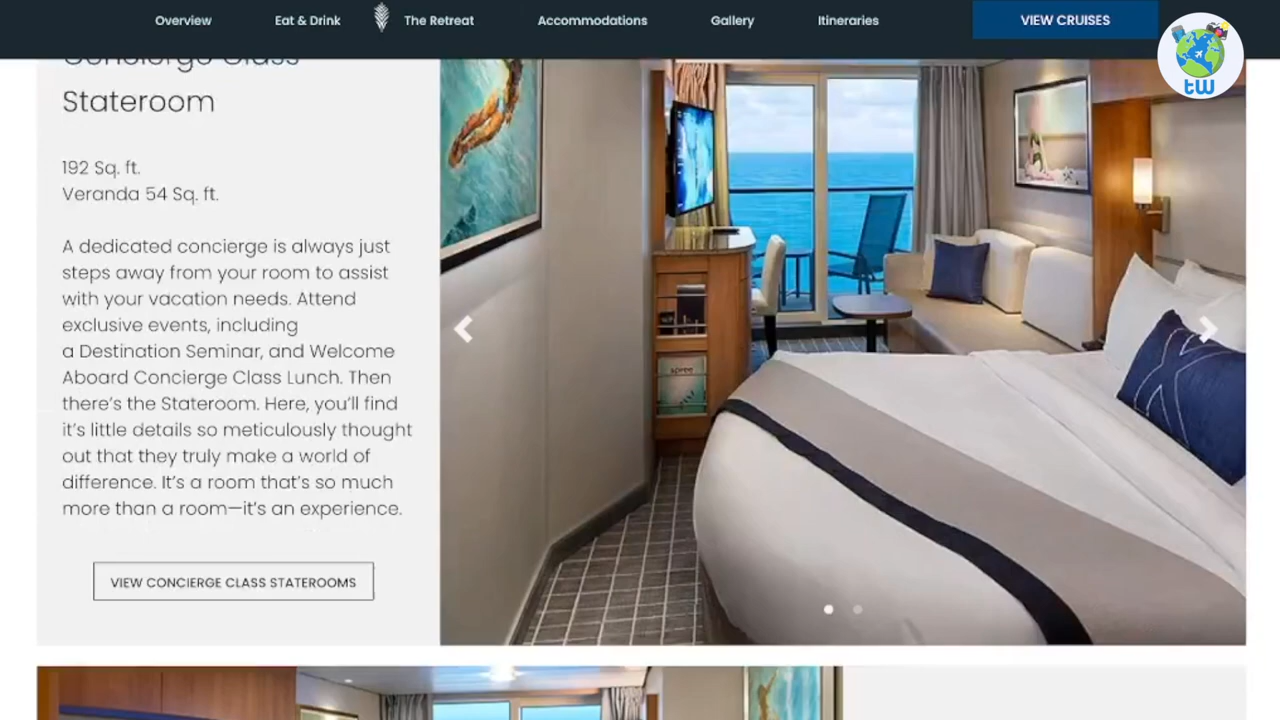 Overview
Eat & Drink
The Retreat
Accommodations
Gallery
Itineraries
VIEW CRUISES
tw
Concierge Class
Stateroom
192 Sq. ft.
Veranda 54 Sq. ft.
A dedicated concierge is always just
steps away from your room to assist
with your vacation needs. Attend
exclusive events, including
a Destination Seminar, and Welcome
Aboard Concierge Class Lunch. Then
there's the Stateroom. Here, you'll find
it's little details so meticulously thought
out that they truly make a world of
difference. It's a room that's so much
more than a room—it's an experience.
VIEW CONCIERGE CLASS STATEROOMS
spree